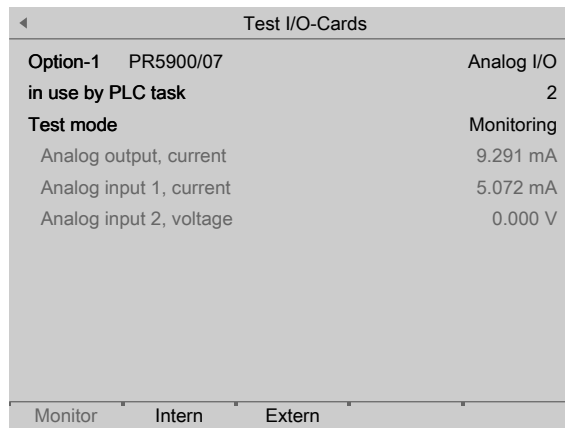 Test I/O-Cards
Option-1 PR5900/07 Analog I/O
in use by PLC task 2
Test mode Monitoring
Analog output, current 9.291 mA
Analog input 1, current 5.072 mA
Analog input 2, voltage 0.000 V
Monitor Intern Extern